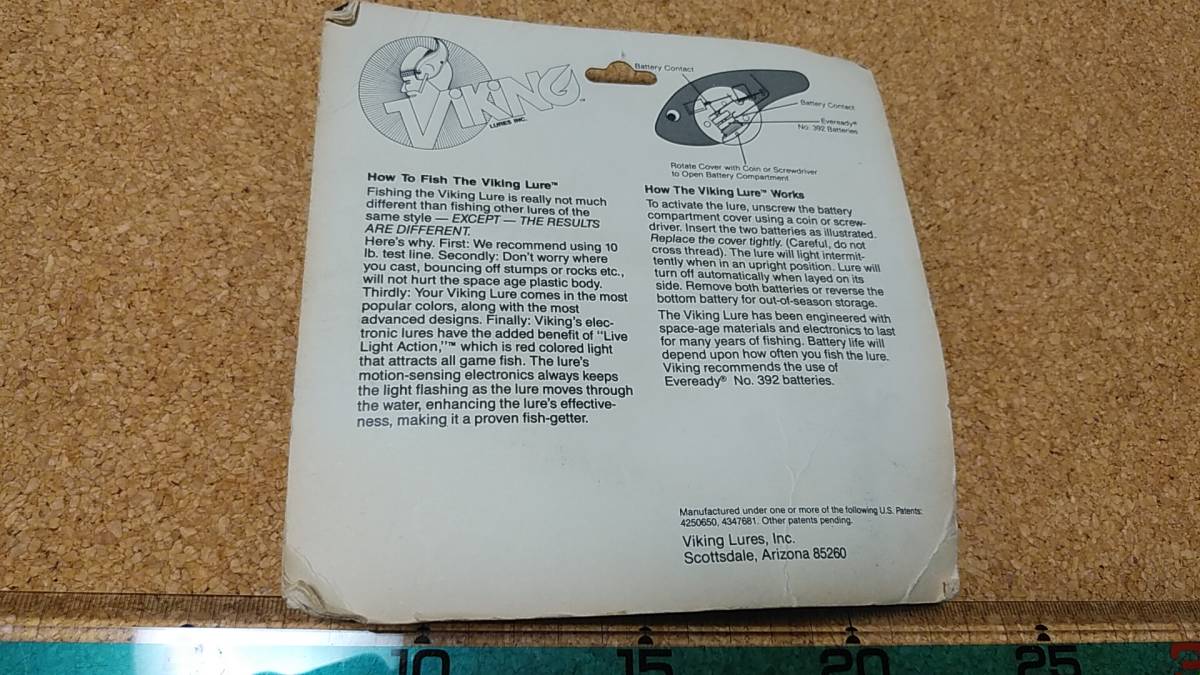 VIKING™
LURES INC.
Battery Contact
Battery Contact
Eveready®
No. 392 Batteries
Rotate Cover with Coin or Screwdriver
to Open Battery Compartment
How To Fish The Viking Lure™
Fishing the Viking Lure is really not much
different than fishing other lures of the
same style — EXCEPT — THE RESULTS
ARE DIFFERENT.
Here's why. First: We recommend using 10
lb. test line. Secondly: Don't worry where
you cast, bouncing off stumps or rocks etc.,
will not hurt the space age plastic body.
Thirdly: Your Viking Lure comes in the most
popular colors, along with the most
advanced designs. Finally: Viking's elec-
tronic lures have the added benefit of "Live
Light Action,"™ which is red colored light
that attracts all game fish. The lure's
motion-sensing electronics always keeps
the light flashing as the lure moves through
the water, enhancing the lure's effective-
ness, making it a proven fish-getter.
How The Viking Lure™ Works
To activate the lure, unscrew the battery
compartment cover using a coin or screw-
driver. Insert the two batteries as illustrated.
Replace the cover tightly. (Careful, do not
cross thread). The lure will light intermit-
tently when in an upright position. Lure will
turn off automatically when layed on its
side. Remove both batteries or reverse the
bottom battery for out-of-season storage.
The Viking Lure has been engineered with
space-age materials and electronics to last
for many years of fishing. Battery life will
depend upon how often you fish the lure.
Viking recommends the use of
Eveready® No. 392 batteries.
Manufactured under one or more of the following U.S. Patents:
4250650, 4347681. Other patents pending.
Viking Lures, Inc.
Scottsdale, Arizona 85260
10 15 20 25 3